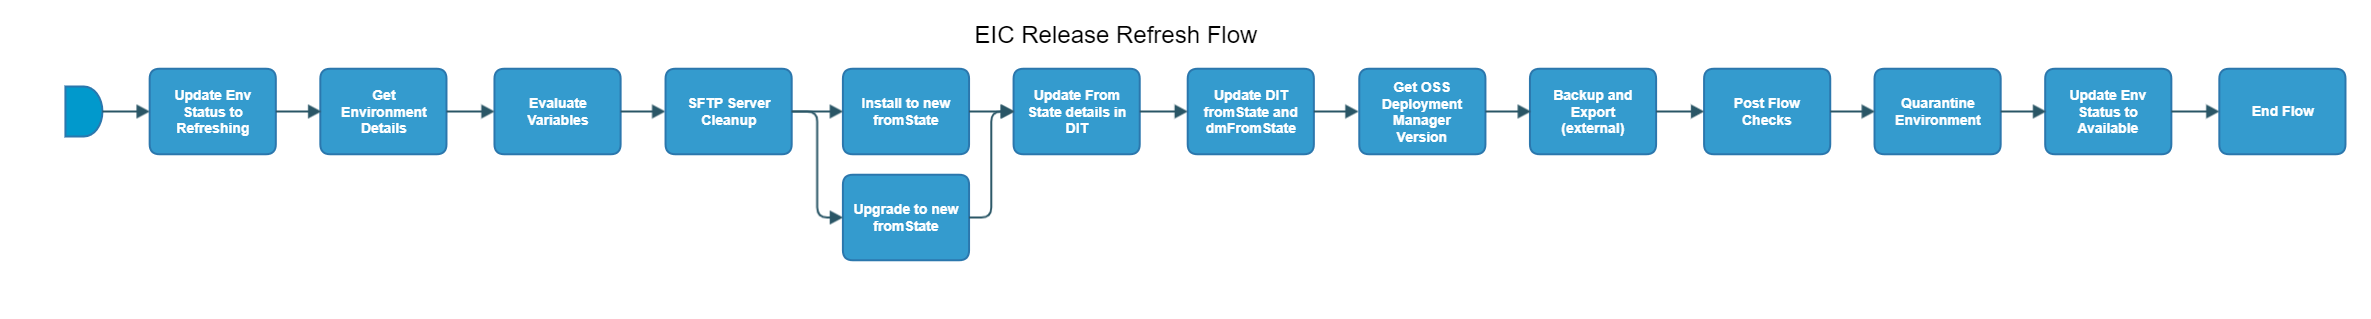 EIC Release Refresh Flow
Update Env
Status to
Refreshing
Get
Environment
Details
Evaluate
Variables
SFTP Server
Cleanup
Install to new
fromState
Upgrade to new
fromState
Update From
State details in
DIT
Update DIT
fromState and
dmFromState
Get OSS
Deployment
Manager
Version
Backup and
Export
(external)
Post Flow
Checks
Quarantine
Environment
Update Env
Status to
Available
End Flow